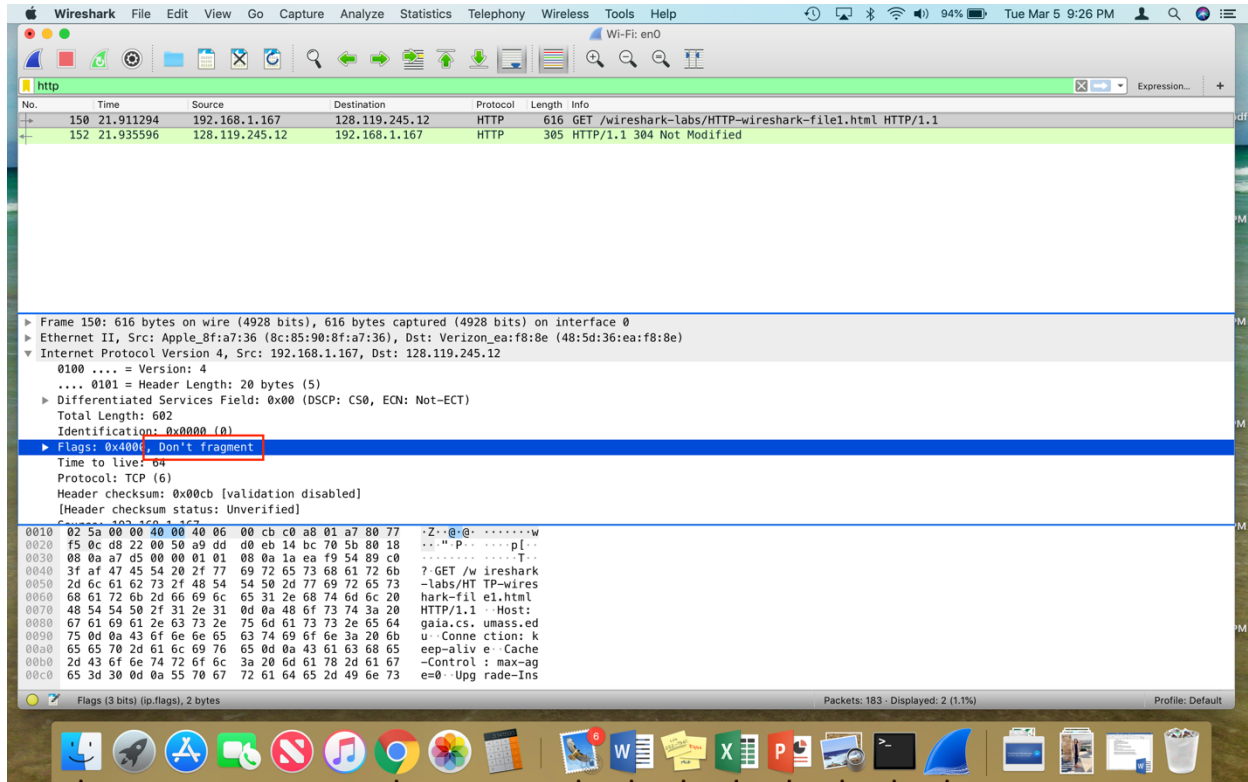 Wireshark File Edit View Go Capture Analyze Statistics Telephony Wireless Tools Help 94% Tue Mar 5 9:26 PM
Wi-Fi: en0
http Expression... +
No. Time Source Destination Protocol Length Info
150 21.911294 192.168.1.167 128.119.245.12 HTTP 616 GET /wireshark-labs/HTTP-wireshark-file1.html HTTP/1.1
152 21.935596 128.119.245.12 192.168.1.167 HTTP 305 HTTP/1.1 304 Not Modified
Frame 150: 616 bytes on wire (4928 bits), 616 bytes captured (4928 bits) on interface 0
Ethernet II, Src: Apple_8f:a7:36 (8c:85:90:8f:a7:36), Dst: Verizon_ea:f8:8e (48:5d:36:ea:f8:8e)
Internet Protocol Version 4, Src: 192.168.1.167, Dst: 128.119.245.12
0100 .... = Version: 4
.... 0101 = Header Length: 20 bytes (5)
Differentiated Services Field: 0x00 (DSCP: CS0, ECN: Not-ECT)
Total Length: 602
Identification: 0x0000 (0)
Flags: 0x4000, Don't fragment
Time to live: 64
Protocol: TCP (6)
Header checksum: 0x00cb [validation disabled]
[Header checksum status: Unverified]
Source: 192.168.1.167
0010 02 5a 00 00 40 00 40 06 00 cb c0 a8 01 a7 80 77 ·Z··@·@· ·······w
0020 f5 0c d8 22 00 50 a9 dd d0 eb 14 bc 70 5b 80 18 ···"·P·· ····p[··
0030 08 0a a7 d5 00 00 01 01 08 0a 1a ea f9 54 89 c0 ········ ·····T··
0040 3f af 47 45 54 20 2f 77 69 72 65 73 68 61 72 6b ?·GET /w ireshark
0050 2d 6c 61 62 73 2f 48 54 54 50 2d 77 69 72 65 73 -labs/HT TP-wires
0060 68 61 72 6b 2d 66 69 6c 65 31 2e 68 74 6d 6c 20 hark-fil e1.html
0070 48 54 54 50 2f 31 2e 31 0d 0a 48 6f 73 74 3a 20 HTTP/1.1 ··Host:
0080 67 61 69 61 2e 63 73 2e 75 6d 61 73 73 2e 65 64 gaia.cs. umass.ed
0090 75 0d 0a 43 6f 6e 6e 65 63 74 69 6f 6e 3a 20 6b u··Conne ction: k
00a0 65 65 70 2d 61 6c 69 76 65 0d 0a 43 61 63 68 65 eep-aliv e··Cache
00b0 2d 43 6f 6e 74 72 6f 6c 3a 20 6d 61 78 2d 61 67 -Control : max-ag
00c0 65 3d 30 0d 0a 55 70 67 72 61 64 65 2d 49 6e 73 e=0··Upg rade-Ins
Flags (3 bits) (ip.flags), 2 bytes Packets: 183 · Displayed: 2 (1.1%) Profile: Default
6